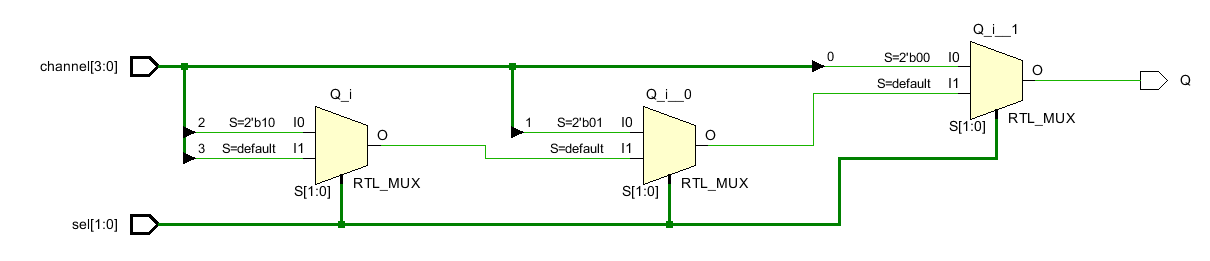 Q_i__1
channel[3:0]
0
S=2'b00
I0
O
Q
S=default
I1
S[1:0]
RTL_MUX
Q_i
Q_i__0
2
S=2'b10
I0
O
3
S=default
I1
S[1:0]
RTL_MUX
1
S=2'b01
I0
O
S=default
I1
S[1:0]
RTL_MUX
sel[1:0]